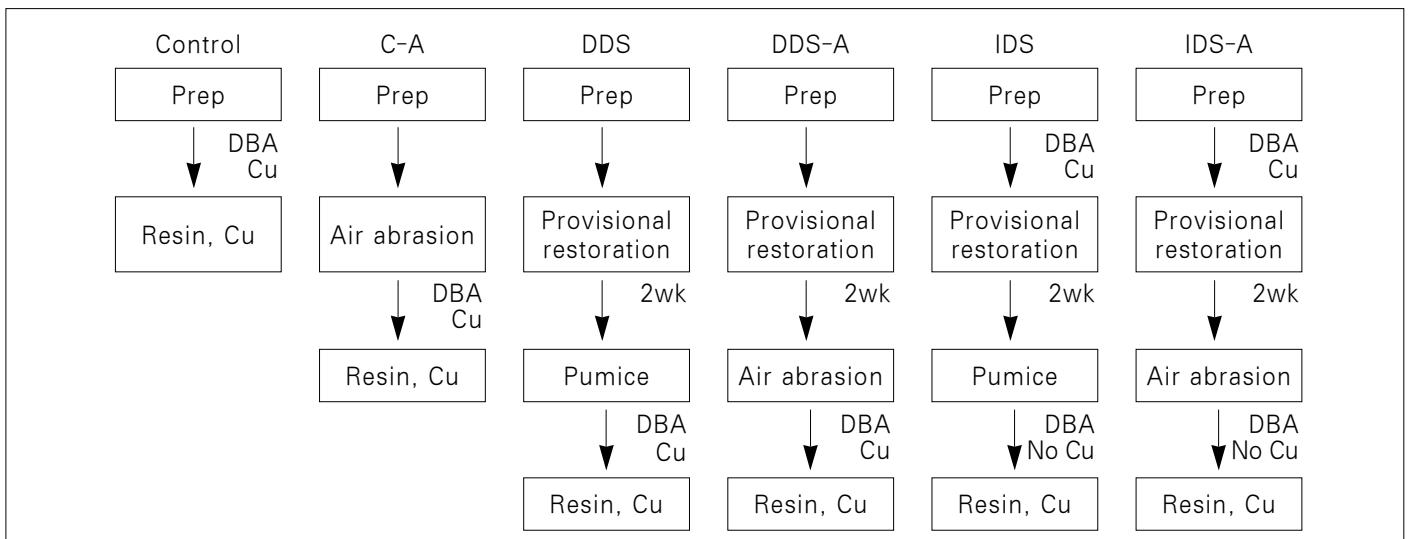 Control C-A DDS DDS-A IDS IDS-A
Prep Prep Prep Prep Prep Prep
DBA DBA DBA
Cu Cu Cu
Resin, Cu Air abrasion Provisional Provisional Provisional Provisional
restoration restoration restoration restoration
DBA 2wk 2wk 2wk 2wk
Cu
Resin, Cu Pumice Air abrasion Pumice Air abrasion
DBA DBA DBA DBA
Cu Cu No Cu No Cu
Resin, Cu Resin, Cu Resin, Cu Resin, Cu